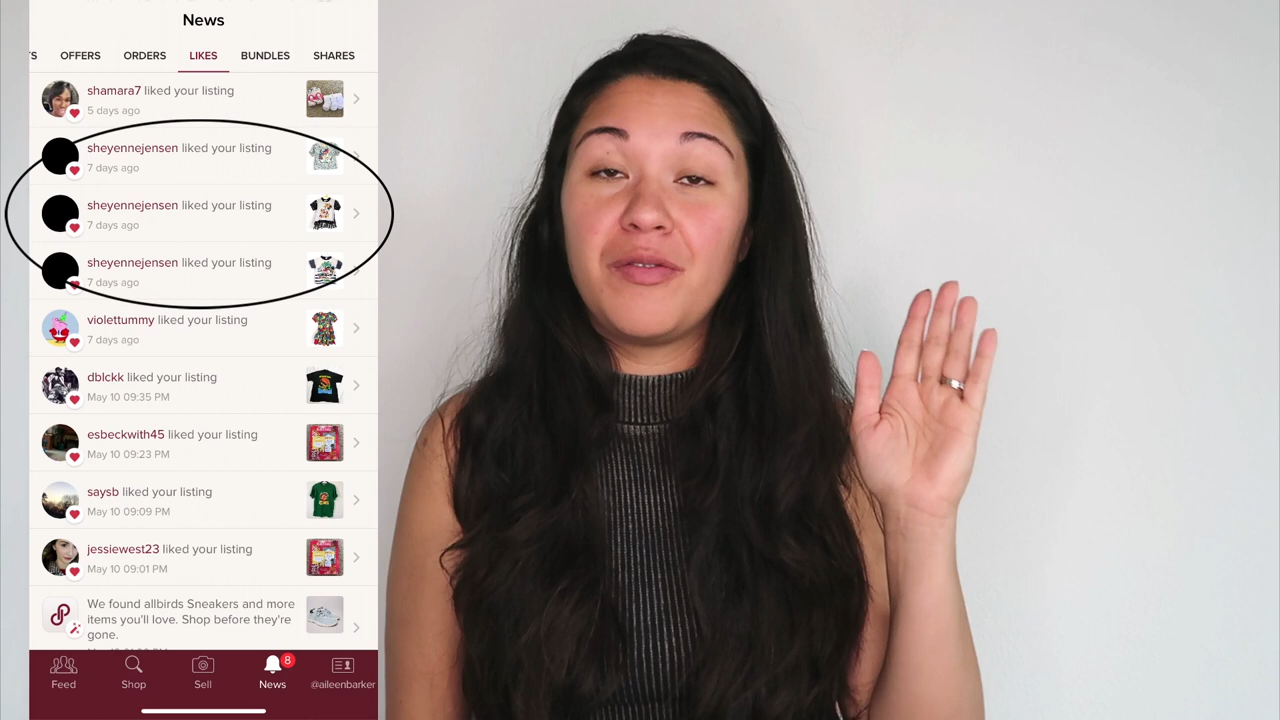 News
S OFFERS ORDERS LIKES BUNDLES SHARES
shamara7 liked your listing
5 days ago
sheyennejensen liked your listing
7 days ago
sheyennejensen liked your listing
7 days ago
sheyennejensen liked your listing
7 days ago
violettummy liked your listing
7 days ago
dblckk liked your listing
May 10 09:35 PM
esbeckwith45 liked your listing
May 10 09:23 PM
saysb liked your listing
May 10 09:09 PM
jessiewest23 liked your listing
May 10 09:01 PM
We found allbirds Sneakers and more
items you'll love. Shop before they're
gone.
8
Feed Shop Sell News @aileenbarker